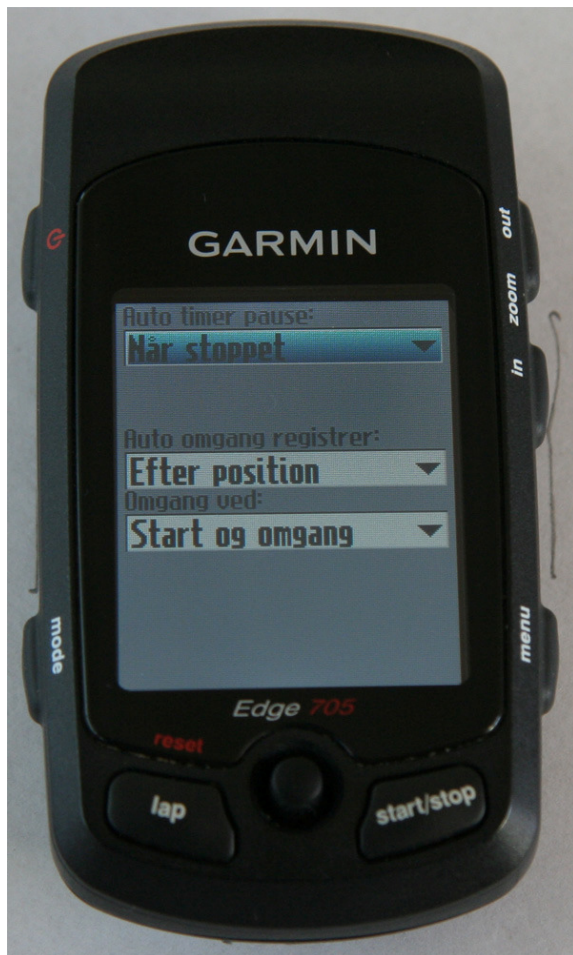 GARMIN
out
zoom
in
Auto timer pause:
Når stoppet
Auto omgang registrer:
Efter position
Omgang ved:
Start og omgang
mode
menu
Edge 705
reset
lap
start/stop